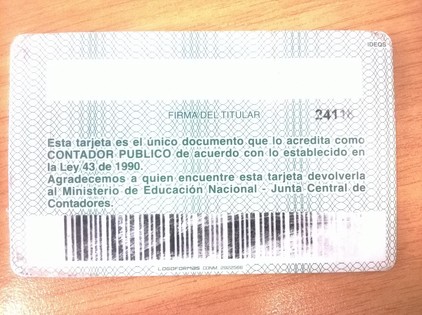 IDEOS
FIRMA DEL TITULAR 24118
Esta tarjeta es el único documento que lo acredita como
CONTADOR PUBLICO de acuerdo con lo establecido en
la Ley 43 de 1990.
Agradecemos a quien encuentre esta tarjeta devolverla
al Ministerio de Educación Nacional - Junta Central de
Contadores.